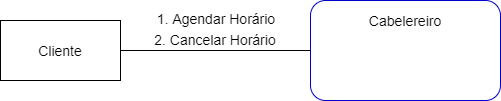 1. Agendar Horário
2. Cancelar Horário
Cliente
Cabelereiro